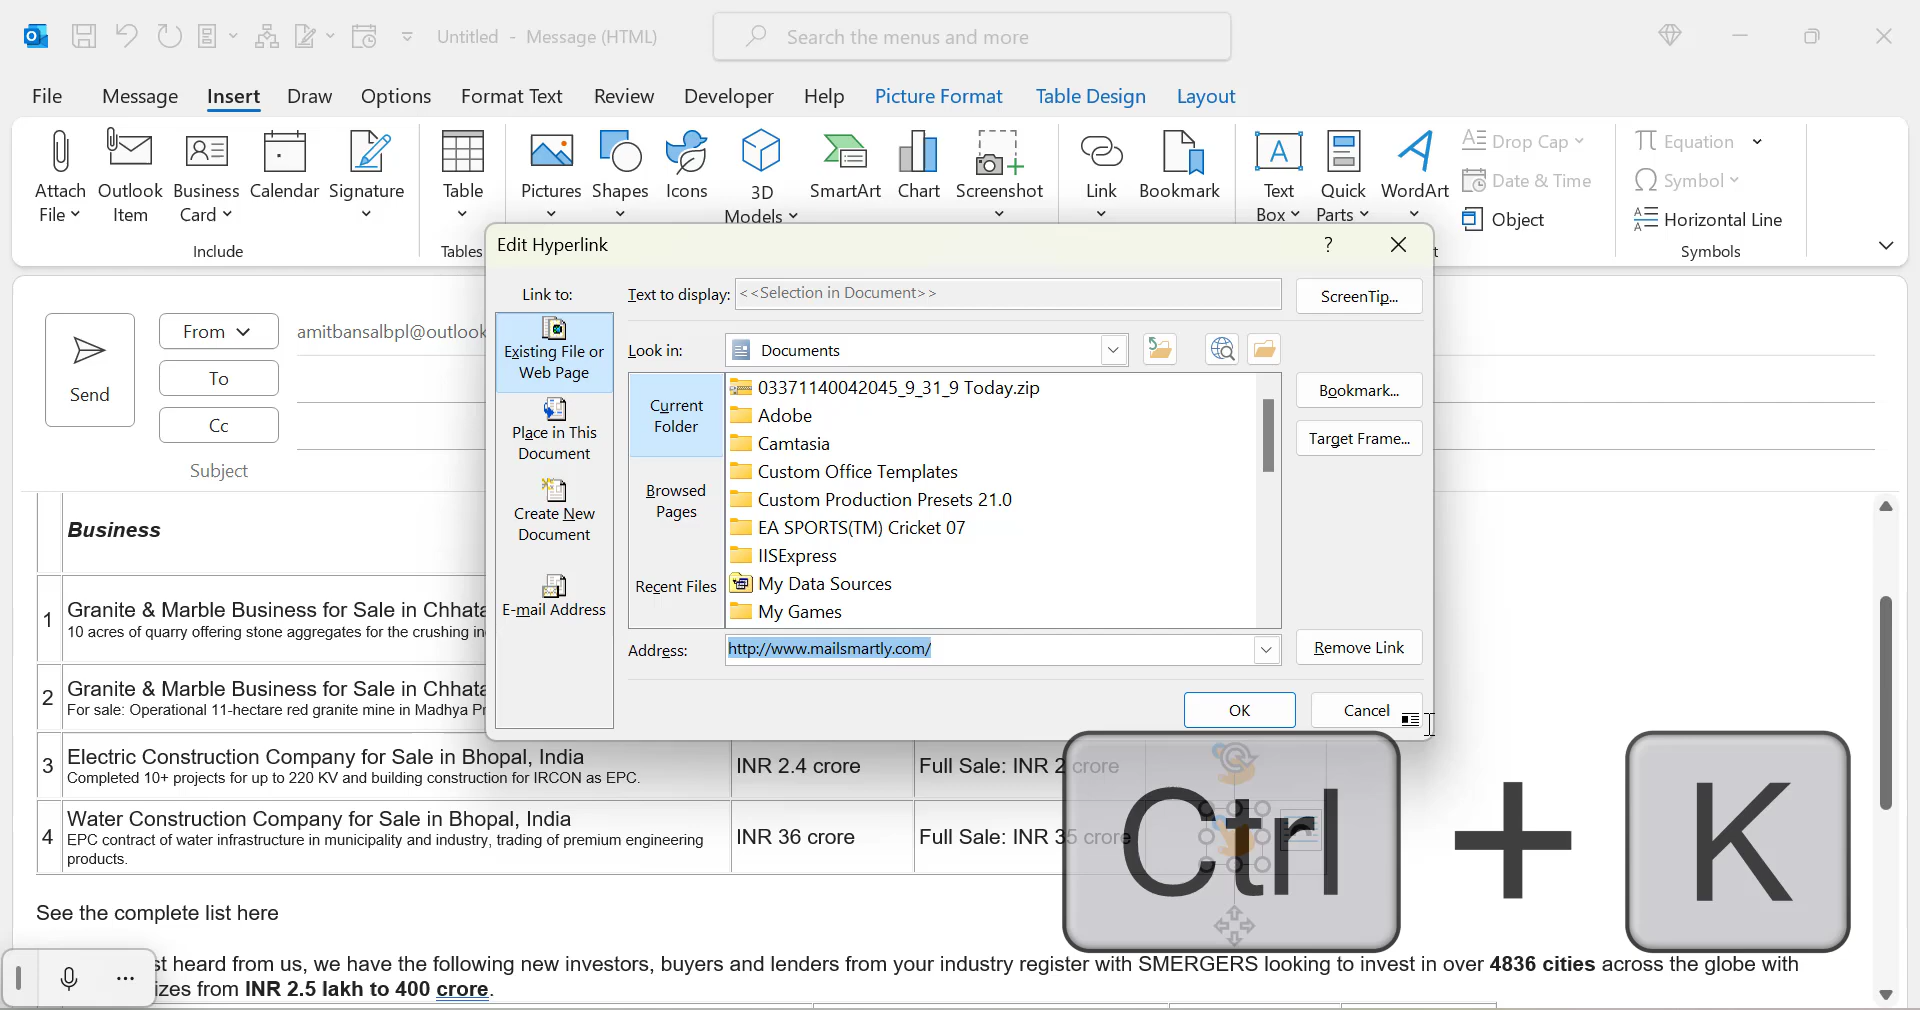 Untitled - Message (HTML)
Search the menus and more
File Message Insert Draw Options Format Text Review Developer Help Picture Format Table Design Layout
Attach File
Outlook Item
Business Card
Calendar
Signature
Table
Pictures
Shapes
Icons
3D Models
SmartArt
Chart
Screenshot
Link
Bookmark
Text Box
Quick Parts
WordArt
Drop Cap
Date & Time
Object
Equation
Symbol
Horizontal Line
Include
Tables
Symbols
Edit Hyperlink ?
Link to:
Text to display: <<Selection in Document>>
ScreenTip...
Existing File or
Web Page
Place in This
Document
Create New
Document
E-mail Address
Look in: Documents
Current
Folder
Browsed
Pages
Recent Files
03371140042045_9_31_9 Today.zip
Adobe
Camtasia
Custom Office Templates
Custom Production Presets 21.0
EA SPORTS(TM) Cricket 07
IISExpress
My Data Sources
My Games
Bookmark...
Target Frame...
Address: http://www.mailsmartly.com/
Remove Link
OK
Cancel
Send
From
amitbansalbpl@outlook
To
Cc
Subject
Business
1 Granite & Marble Business for Sale in Chhata
10 acres of quarry offering stone aggregates for the crushing in
2 Granite & Marble Business for Sale in Chhata
For sale: Operational 11-hectare red granite mine in Madhya Pr
3 Electric Construction Company for Sale in Bhopal, India
Completed 10+ projects for up to 220 KV and building construction for IRCON as EPC.
INR 2.4 crore
Full Sale: INR 2 crore
4 Water Construction Company for Sale in Bhopal, India
EPC contract of water infrastructure in municipality and industry, trading of premium engineering
products.
INR 36 crore
Full Sale: INR 35 crore
Ctrl + K
See the complete list here
st heard from us, we have the following new investors, buyers and lenders from your industry register with SMERGERS looking to invest in over 4836 cities across the globe with
izes from INR 2.5 lakh to 400 crore.